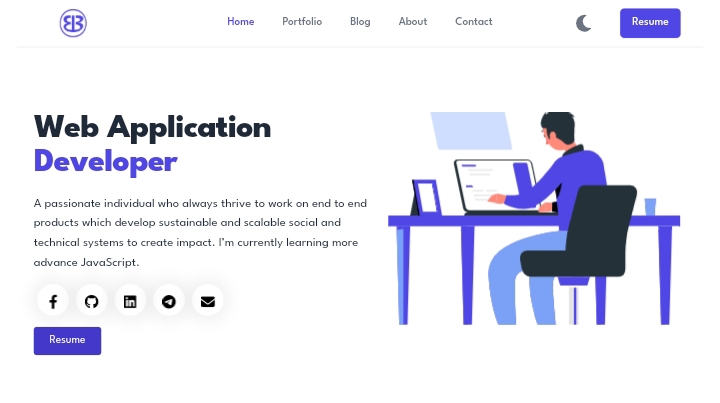 Home Portfolio Blog About Contact Resume
Web Application
Developer
A passionate individual who always thrive to work on end to end
products which develop sustainable and scalable social and
technical systems to create impact. I'm currently learning more
advance JavaScript.
Resume